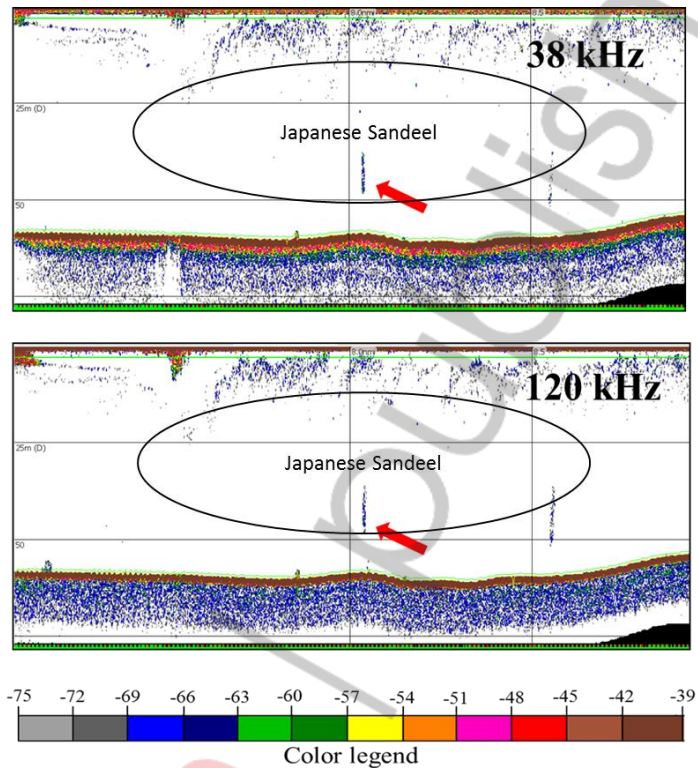 8.0nmi 8.5
38 kHz
25m (D)
Japanese Sandeel
50
8.0nmi 8.5
120 kHz
25m (D)
Japanese Sandeel
50
-75 -72 -69 -66 -63 -60 -57 -54 -51 -48 -45 -42 -39
Color legend